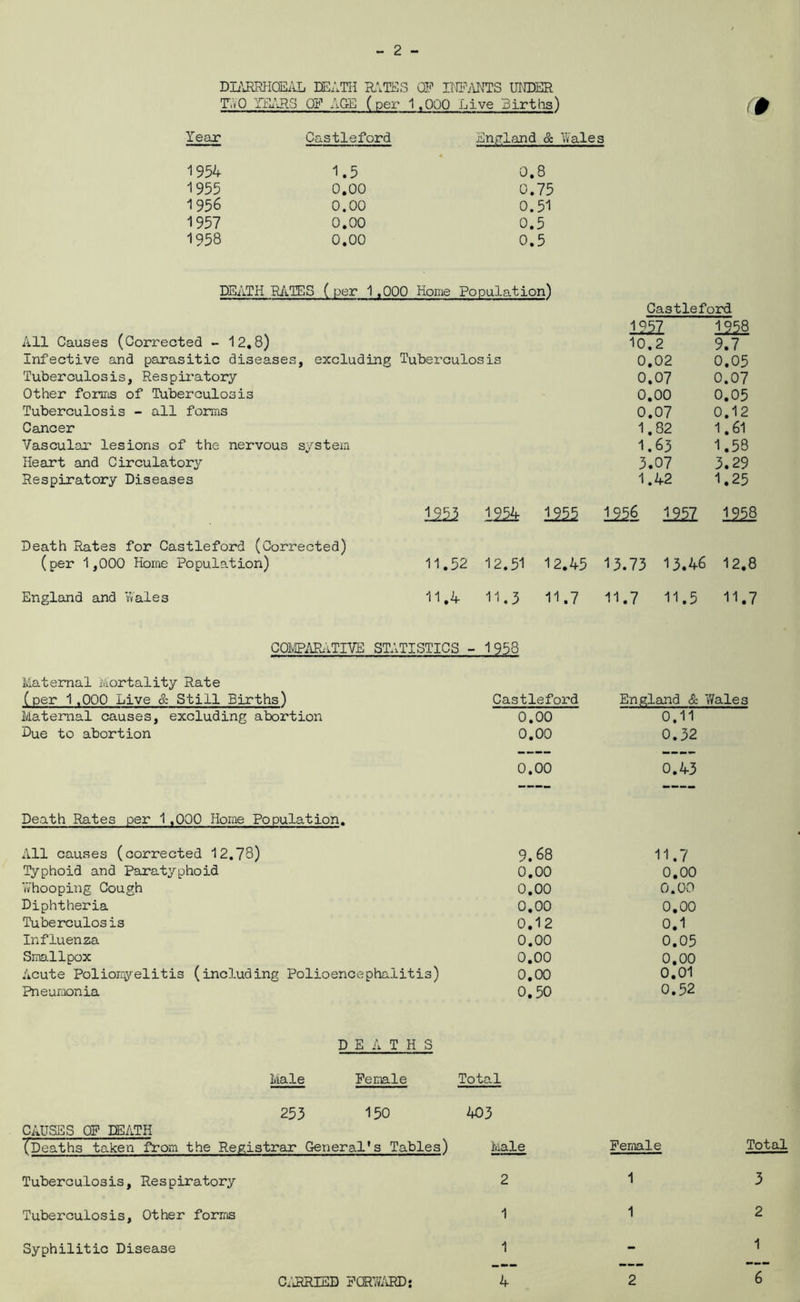 - 2 -
DIARRHOEAL DEATH RATES OF INFANTS UNDER
TWO YEARS OF AGE (per 1,000 Live Births)
Year Castleford England & Wales
1954 1.5 0.8
1955 0.00 0.75
1956 0.00 0.51
1957 0.00 0.5
1958 0.00 0.5
DEATH RATES (per 1,000 Home Population)
Castleford
1957 1958
All Causes (Corrected - 12.8) 10.2 9.7
Infective and parasitic diseases, excluding Tuberculosis 0.02 0.05
Tuberculosis, Respiratory 0.07 0.07
Other forms of Tuberculosis 0.00 0.05
Tuberculosis - all forms 0.07 0.12
Cancer 1.82 1.61
Vascular lesions of the nervous system 1.63 1.58
Heart and Circulatory 3.07 3.29
Respiratory Diseases 1.42 1.25
1953 1954 1955 1956 1957 1958
Death Rates for Castleford (Corrected)
(per 1,000 Home Population) 11.52 12.51 12.45 13.73 13.46 12.8
England and Wales 11.4 11.3 11.7 11.7 11.5 11.7
COMPARATIVE STATISTICS - 1958
Maternal Mortality Rate
(per 1,000 Live & Still Births) Castleford England & Wales
Maternal causes, excluding abortion 0.00 0.11
Due to abortion 0.00 0.32
0.00 0.43
Death Rates per 1,000 Home Population.
All causes (corrected 12.78) 9.68 11.7
Typhoid and Paratyphoid 0.00 0.00
Whooping Cough 0.00 0.00
Diphtheria 0.00 0.00
Tuberculosis 0.12 0.1
Influenza 0.00 0.05
Smallpox 0.00 0.00
Acute Poliomyelitis (including Polioencephalitis) 0.00 0.01
Pneumonia 0.50 0.52
DEATHS
Male Female Total
253 150 403
CAUSES OF DEATH
(Deaths taken from the Registrar General's Tables) Male Female Total
Tuberculosis, Respiratory 2 1 3
Tuberculosis, Other forms 1 1 2
Syphilitic Disease 1 - 1
CARRIED FORWARD: 4 2 6